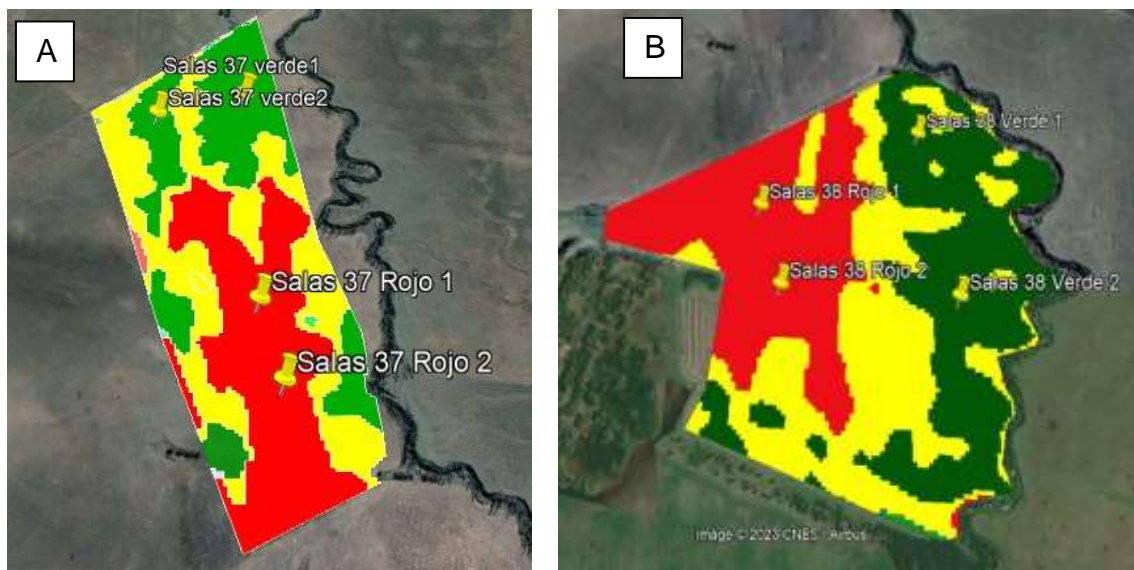 A
Salas 37 verde1
Salas 37 verde2
Salas 37 Rojo 1
Salas 37 Rojo 2
B
Salas 38 Verde 1
Salas 38 Rojo 1
Salas 38 Rojo 2
Salas 38 Verde 2
Image © 2023 CNES / Airbus